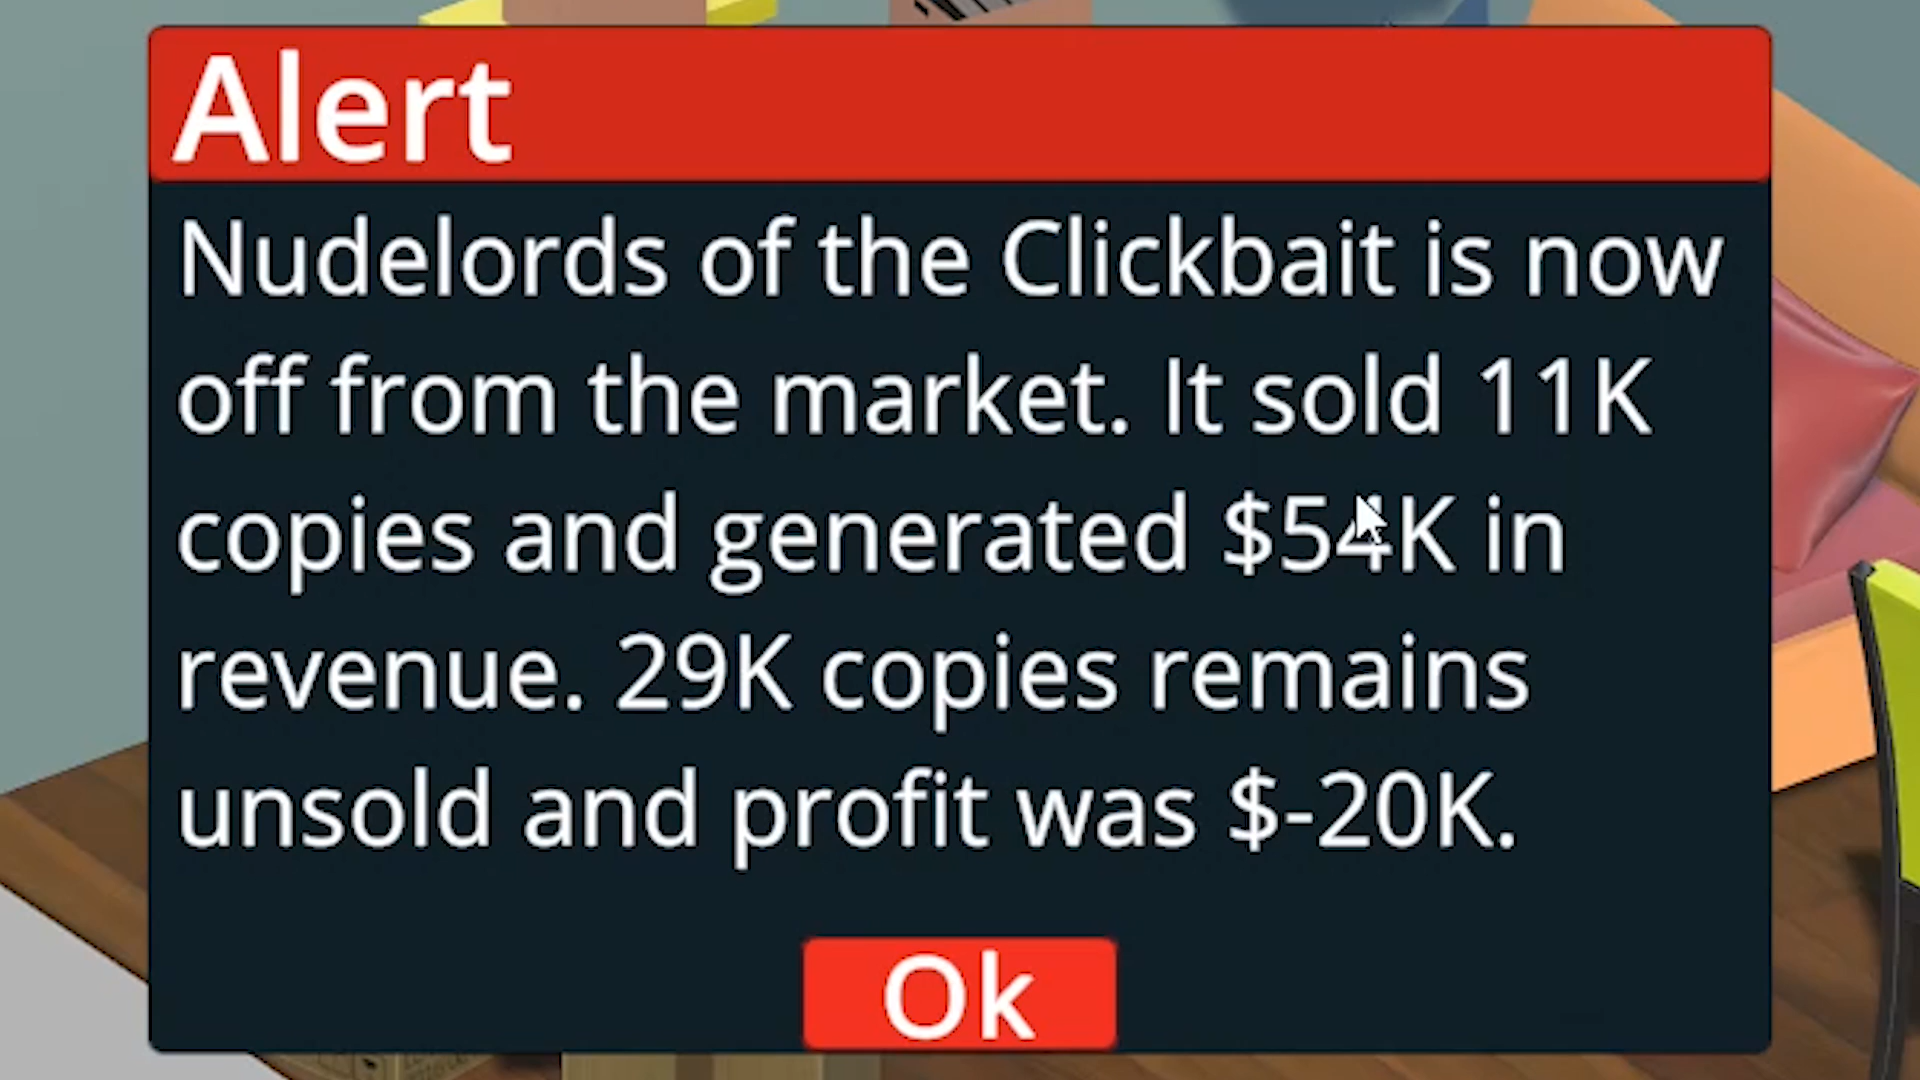 Alert
Nudelords of the Clickbait is now
off from the market. It sold 11K
copies and generated $54K in
revenue. 29K copies remains
unsold and profit was $-20K.
Ok